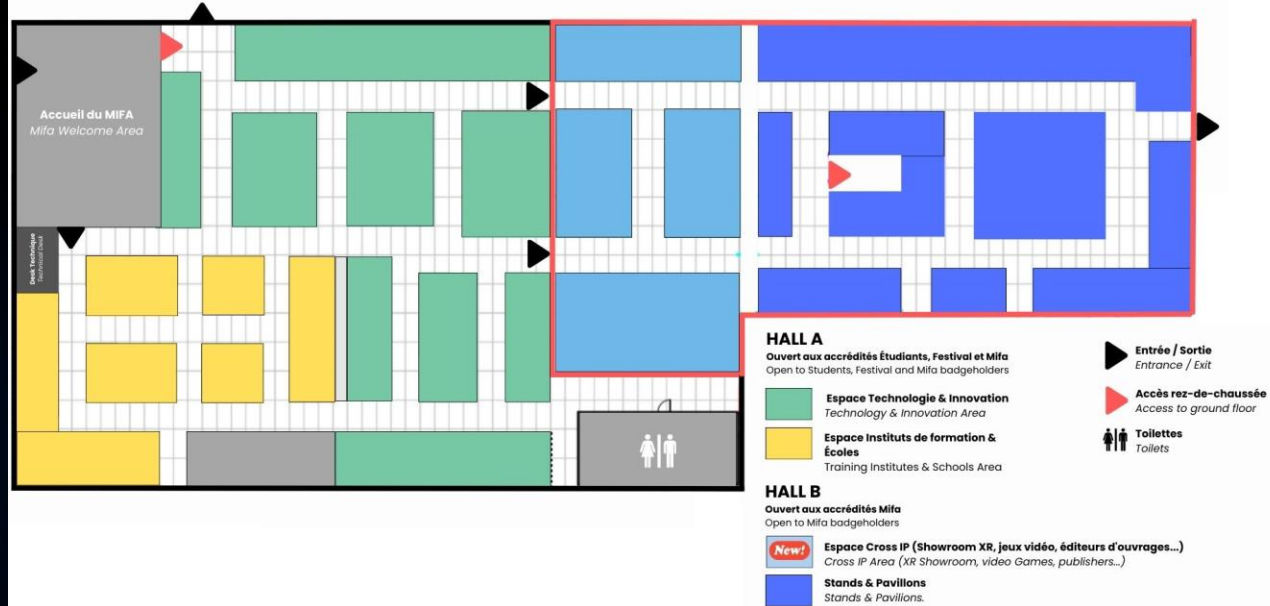 Accueil du MIFA
Mifa Welcome Area
Desk Technique
Technical Desk
HALL A
Ouvert aux accrédités Étudiants, Festival et Mifa
Open to Students, Festival and Mifa badgeholders
Espace Technologie & Innovation
Technology & Innovation Area
Espace Instituts de formation &
Écoles
Training Institutes & Schools Area
HALL B
Ouvert aux accrédités Mifa
Open to Mifa badgeholders
New!
Espace Cross IP (Showroom XR, jeux vidéo, éditeurs d'ouvrages...)
Cross IP Area (XR Showroom, video Games, publishers...)
Stands & Pavillons
Stands & Pavilions.
Entrée / Sortie
Entrance / Exit
Accès rez-de-chaussée
Access to ground floor
Toilettes
Toilets